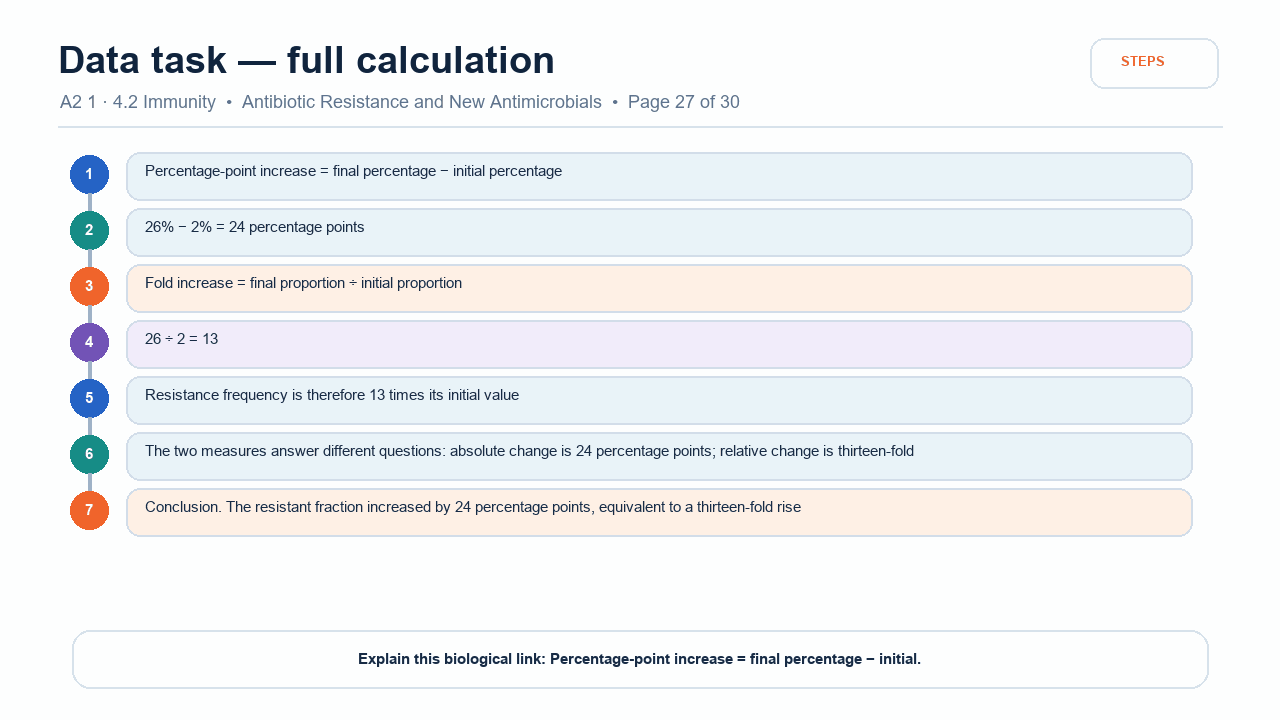 Data task — full calculation
STEPS
A2 1 · 4.2 Immunity • Antibiotic Resistance and New Antimicrobials • Page 27 of 30
1
Percentage-point increase = final percentage − initial percentage
2
26% − 2% = 24 percentage points
3
Fold increase = final proportion ÷ initial proportion
4
26 ÷ 2 = 13
5
Resistance frequency is therefore 13 times its initial value
6
The two measures answer different questions: absolute change is 24 percentage points; relative change is thirteen-fold
7
Conclusion. The resistant fraction increased by 24 percentage points, equivalent to a thirteen-fold rise
Explain this biological link: Percentage-point increase = final percentage − initial.